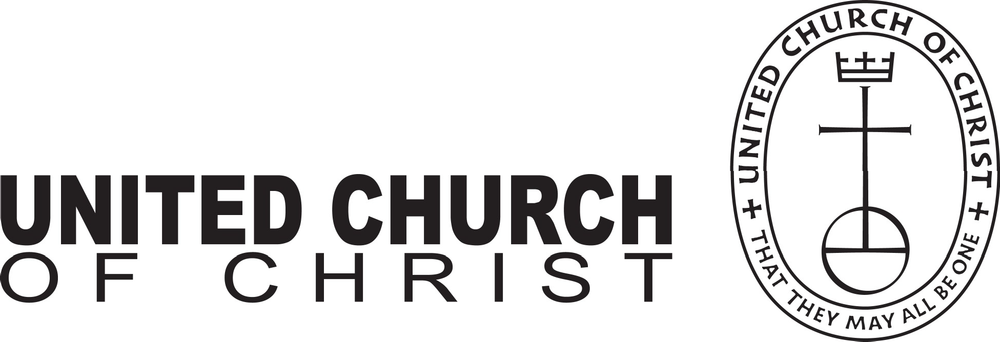 UNITED CHURCH
OF CHRIST
UNITED CHURCH OF CHRIST
THAT THEY MAY ALL BE ONE